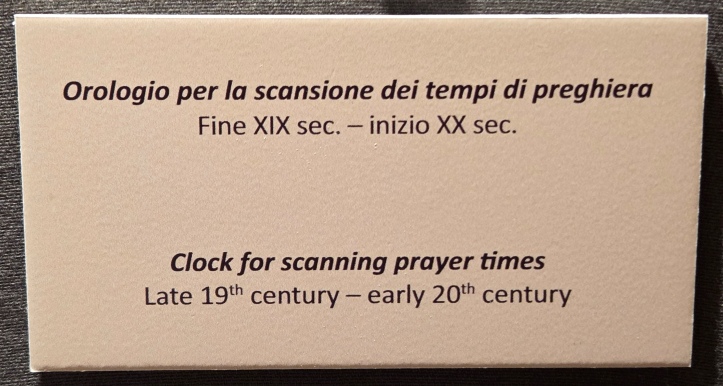 Orologio per la scansione dei tempi di preghiera
Fine XIX sec. – inizio XX sec.
Clock for scanning prayer times
Late 19th century – early 20th century